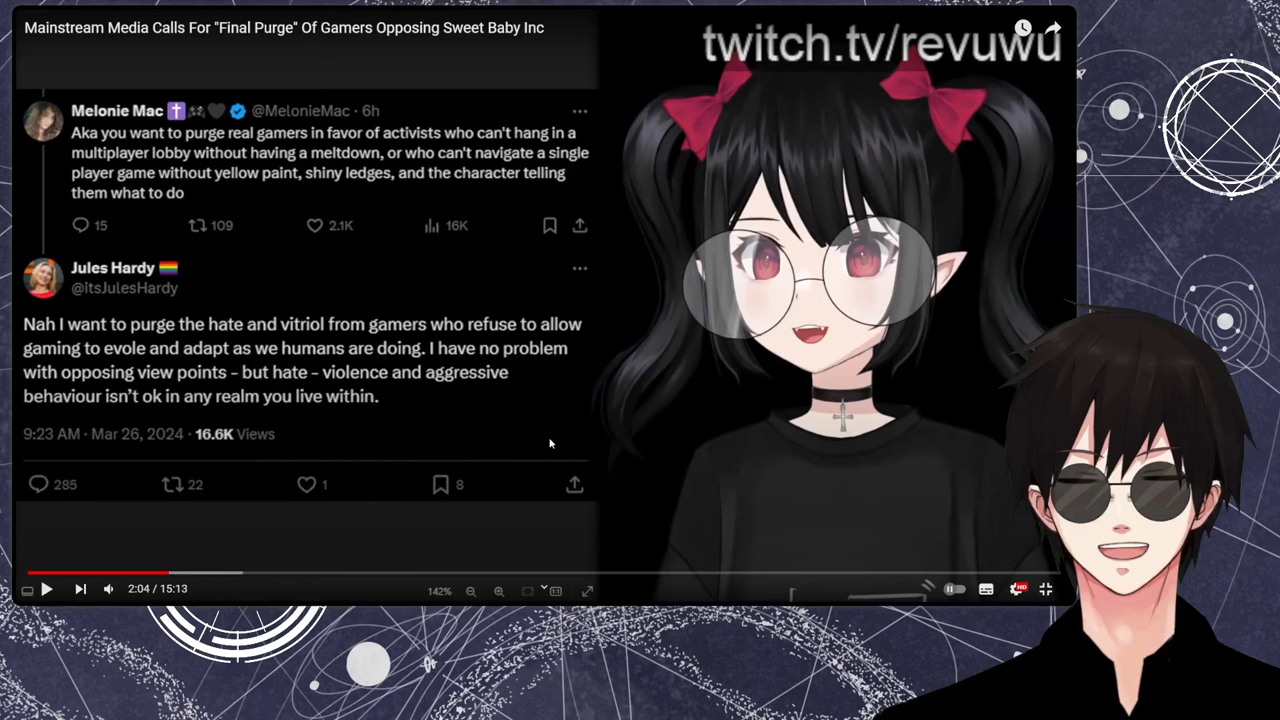 Mainstream Media Calls For "Final Purge" Of Gamers Opposing Sweet Baby Inc
twitch.tv/revuwu
Melonie Mac @MelonieMac · 6h
Aka you want to purge real gamers in favor of activists who can't hang in a
multiplayer lobby without having a meltdown, or who can't navigate a single
player game without yellow paint, shiny ledges, and the character telling
them what to do
15 109 2.1K 16K
Jules Hardy
@itsJulesHardy
Nah I want to purge the hate and vitriol from gamers who refuse to allow
gaming to evole and adapt as we humans are doing. I have no problem
with opposing view points - but hate - violence and aggressive
behaviour isn't ok in any realm you live within.
9:23 AM · Mar 26, 2024 · 16.6K Views
285 22 1 8
2:04 / 15:13 142% HD